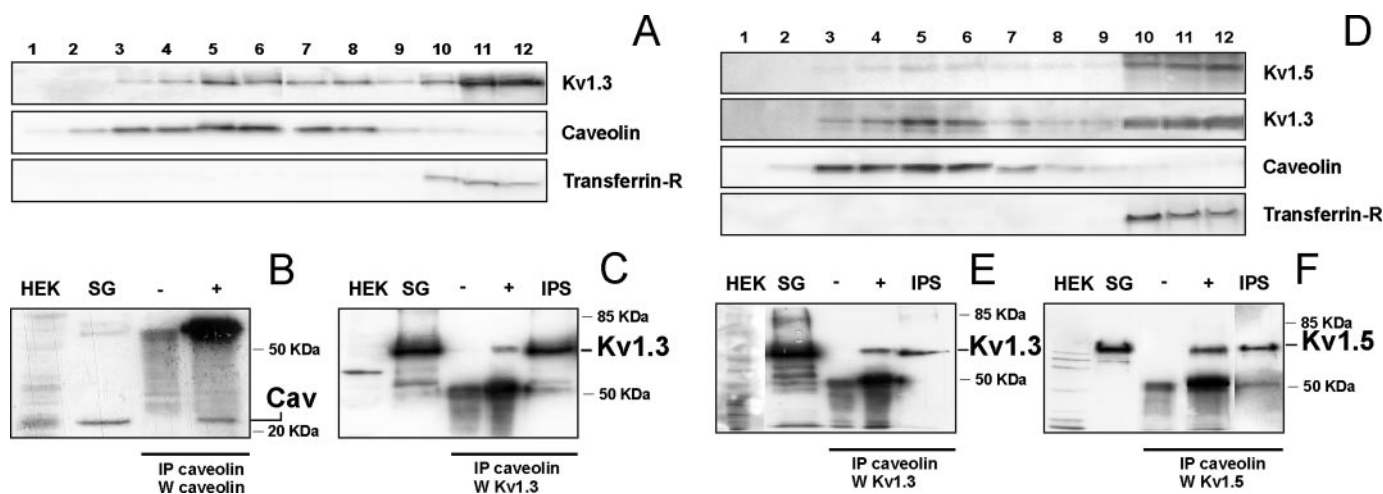 A
1 2 3 4 5 6 7 8 9 10 11 12
Kv1.3
Caveolin
Transferrin-R
D
1 2 3 4 5 6 7 8 9 10 11 12
Kv1.5
Kv1.3
Caveolin
Transferrin-R
B
HEK SG - +
50 KDa
Cav
20 KDa
IP caveolin
W caveolin
C
HEK SG - + IPS
85 KDa
Kv1.3
50 KDa
IP caveolin
W Kv1.3
E
HEK SG - + IPS
85 KDa
Kv1.3
50 KDa
IP caveolin
W Kv1.3
F
HEK SG - + IPS
85 KDa
Kv1.5
50 KDa
IP caveolin
W Kv1.5